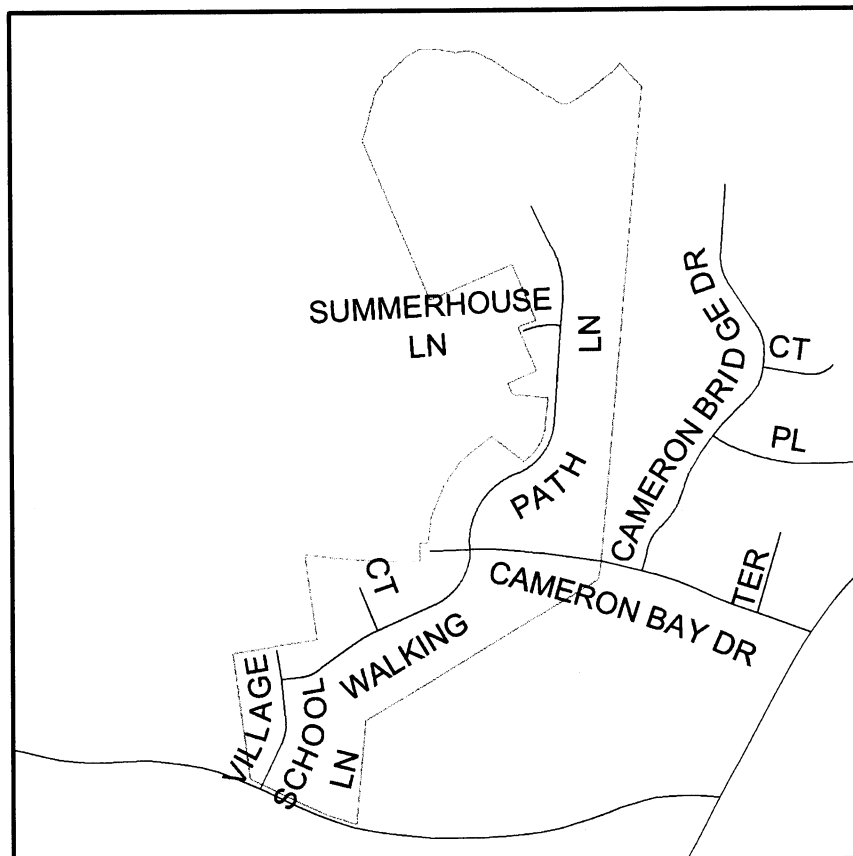 SUMMERHOUSE
LN
LN
CAMERON BRIDGE DR
CT
PL
PATH
CT
CAMERON BAY DR
TER
WALKING
VILLAGE
SCHOOL
LN